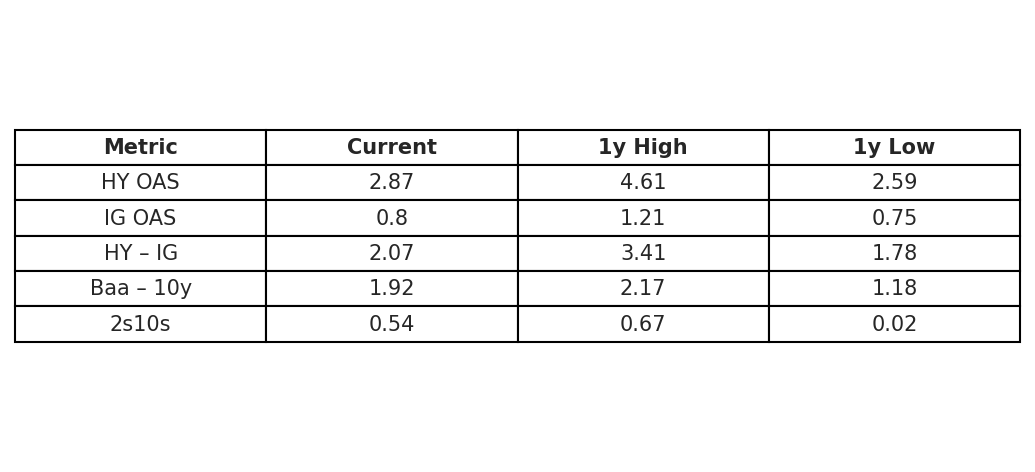 Metric Current 1y High 1y Low
HY OAS 2.87 4.61 2.59
IG OAS 0.8 1.21 0.75
HY – IG 2.07 3.41 1.78
Baa – 10y 1.92 2.17 1.18
2s10s 0.54 0.67 0.02